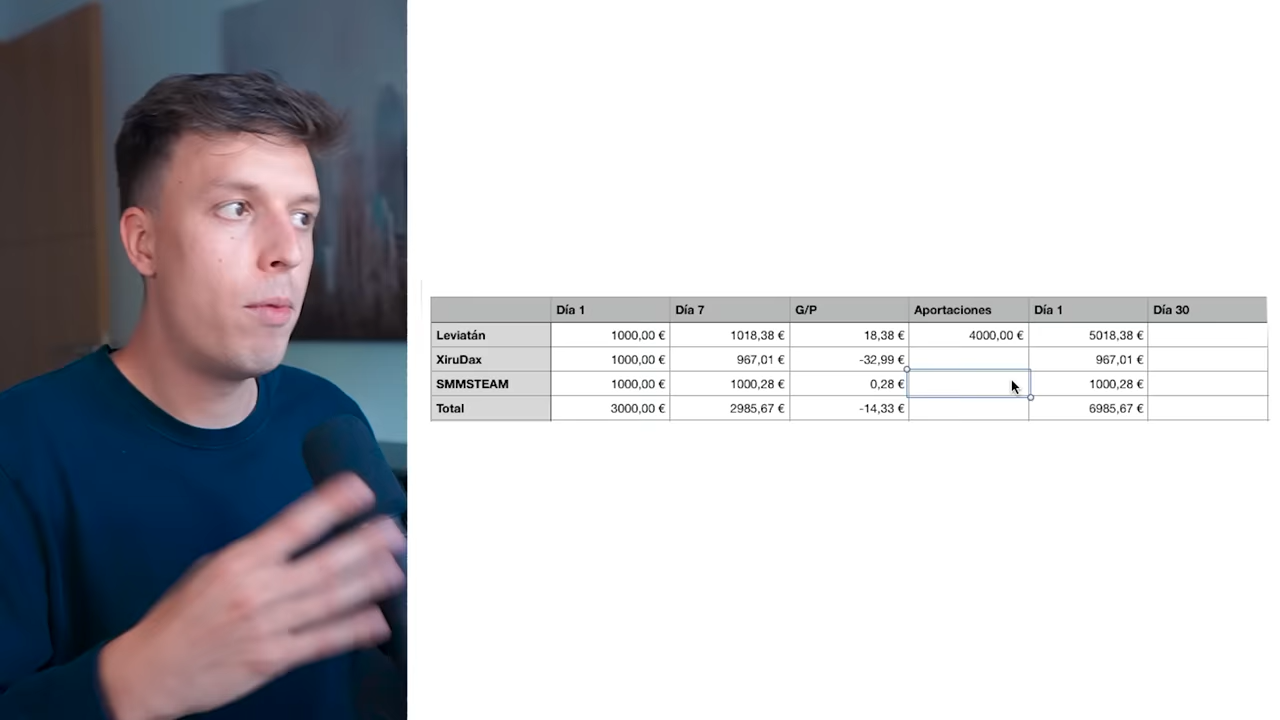 Día 1 Día 7 G/P Aportaciones Día 1 Día 30
Leviatán 1000,00 € 1018,38 € 18,38 € 4000,00 € 5018,38 €
XiruDax 1000,00 € 967,01 € -32,99 € 967,01 €
SMMSTEAM 1000,00 € 1000,28 € 0,28 € 1000,28 €
Total 3000,00 € 2985,67 € -14,33 € 6985,67 €